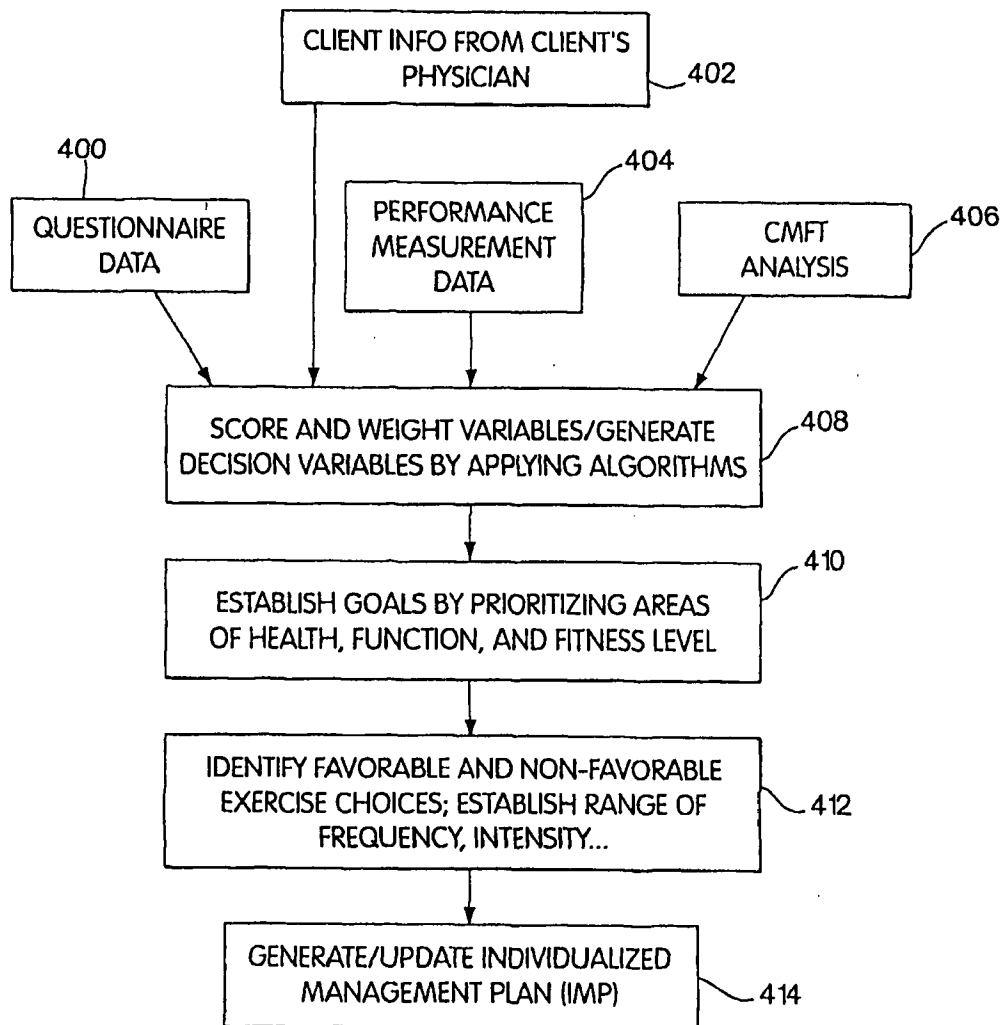 CLIENT INFO FROM CLIENT'S
PHYSICIAN
402
400
QUESTIONNAIRE
DATA
404
PERFORMANCE
MEASUREMENT
DATA
406
CMFT
ANALYSIS
SCORE AND WEIGHT VARIABLES/GENERATE
DECISION VARIABLES BY APPLYING ALGORITHMS
408
ESTABLISH GOALS BY PRIORITIZING AREAS
OF HEALTH, FUNCTION, AND FITNESS LEVEL
410
IDENTIFY FAVORABLE AND NON-FAVORABLE
EXERCISE CHOICES; ESTABLISH RANGE OF
FREQUENCY, INTENSITY...
412
GENERATE/UPDATE INDIVIDUALIZED
MANAGEMENT PLAN (IMP)
414